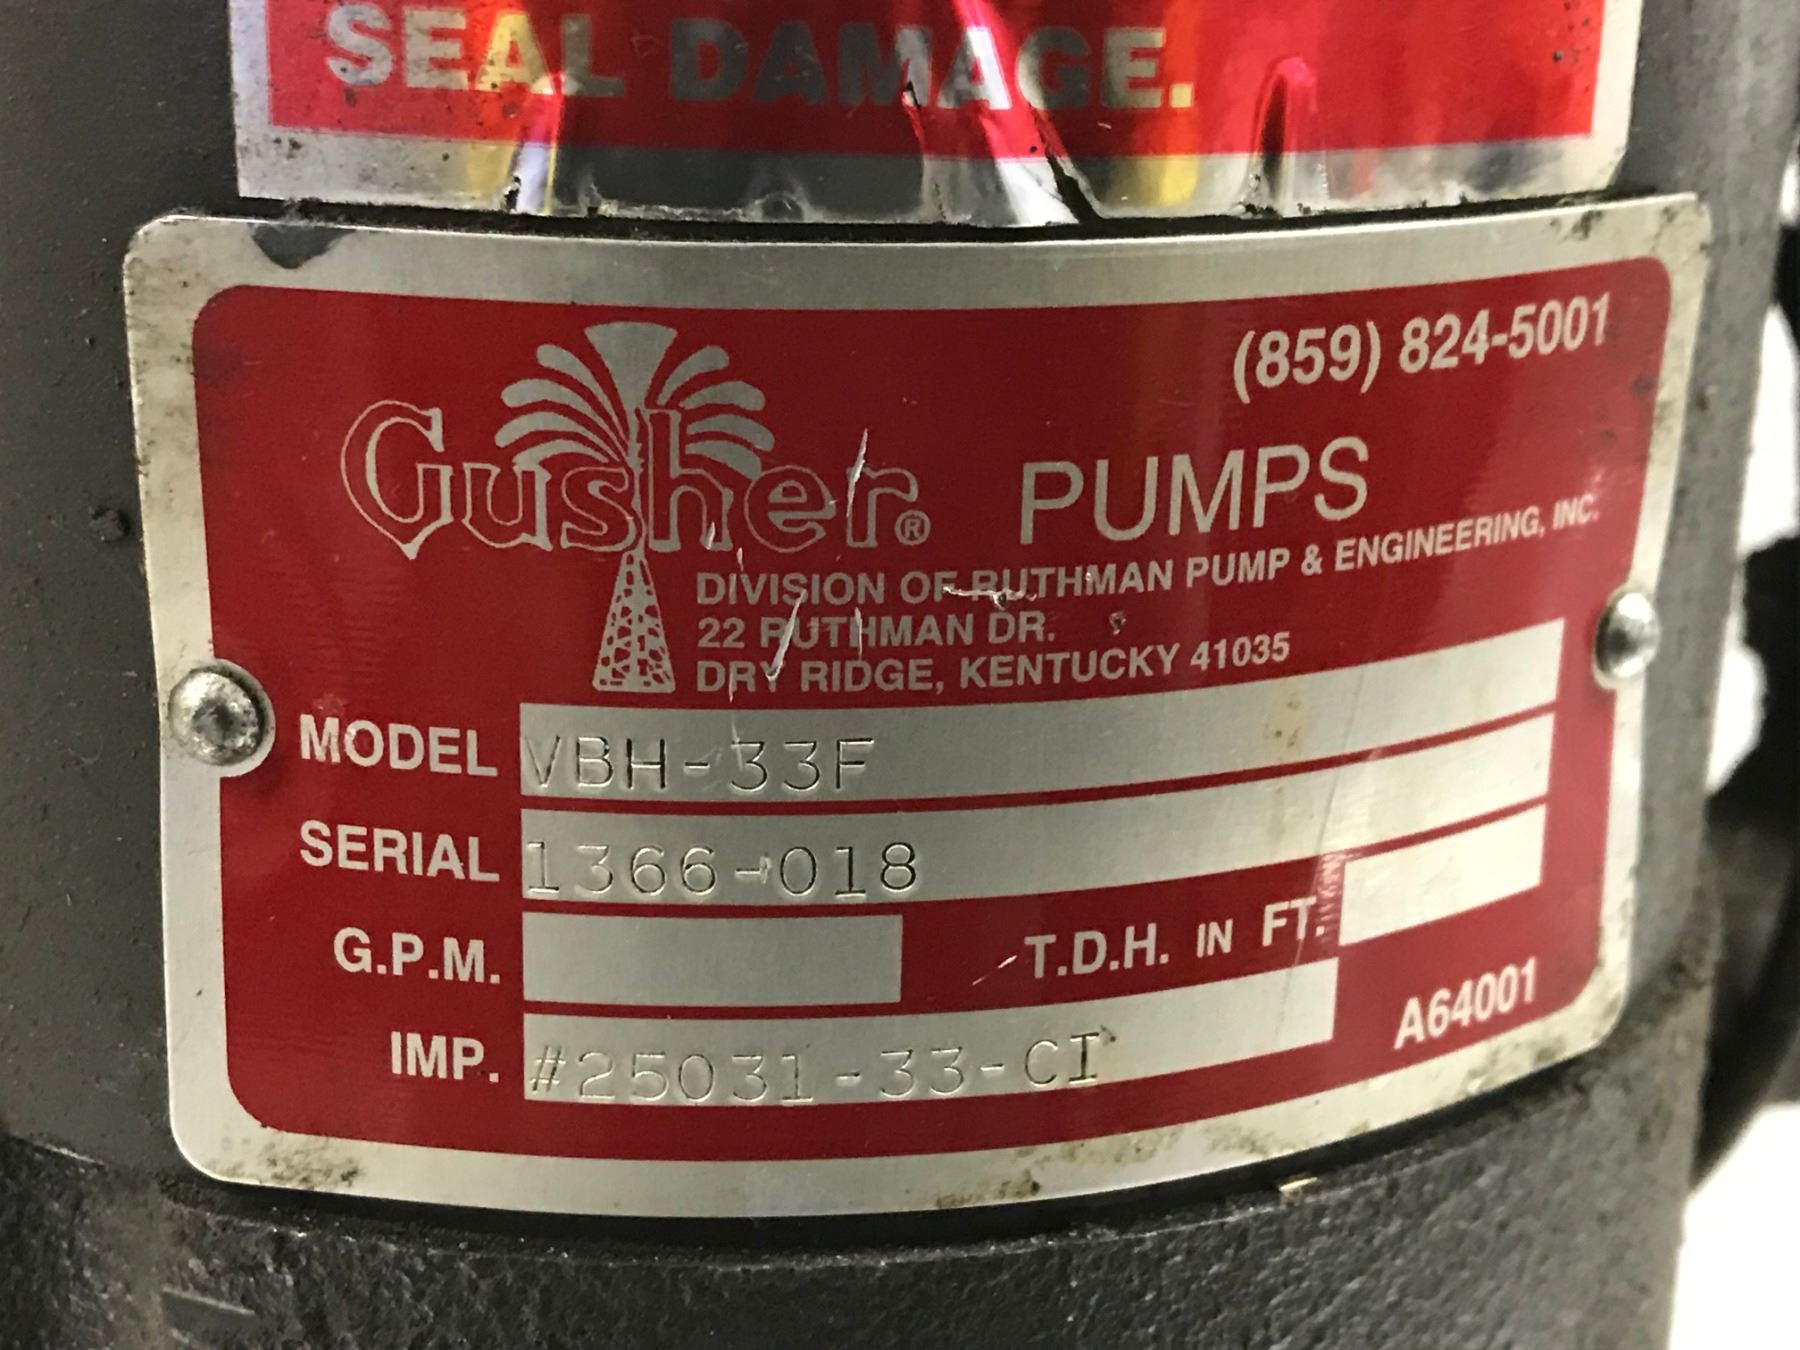 SEAL DAMAGE.
(859) 824-5001
Gusher® PUMPS
DIVISION OF RUTHMAN PUMP & ENGINEERING, INC.
22 RUTHMAN DR.
DRY RIDGE, KENTUCKY 41035
MODEL VBH-33F
SERIAL 1366-018
G.P.M. T.D.H. IN FT.
IMP. #25031-33-CI
A64001